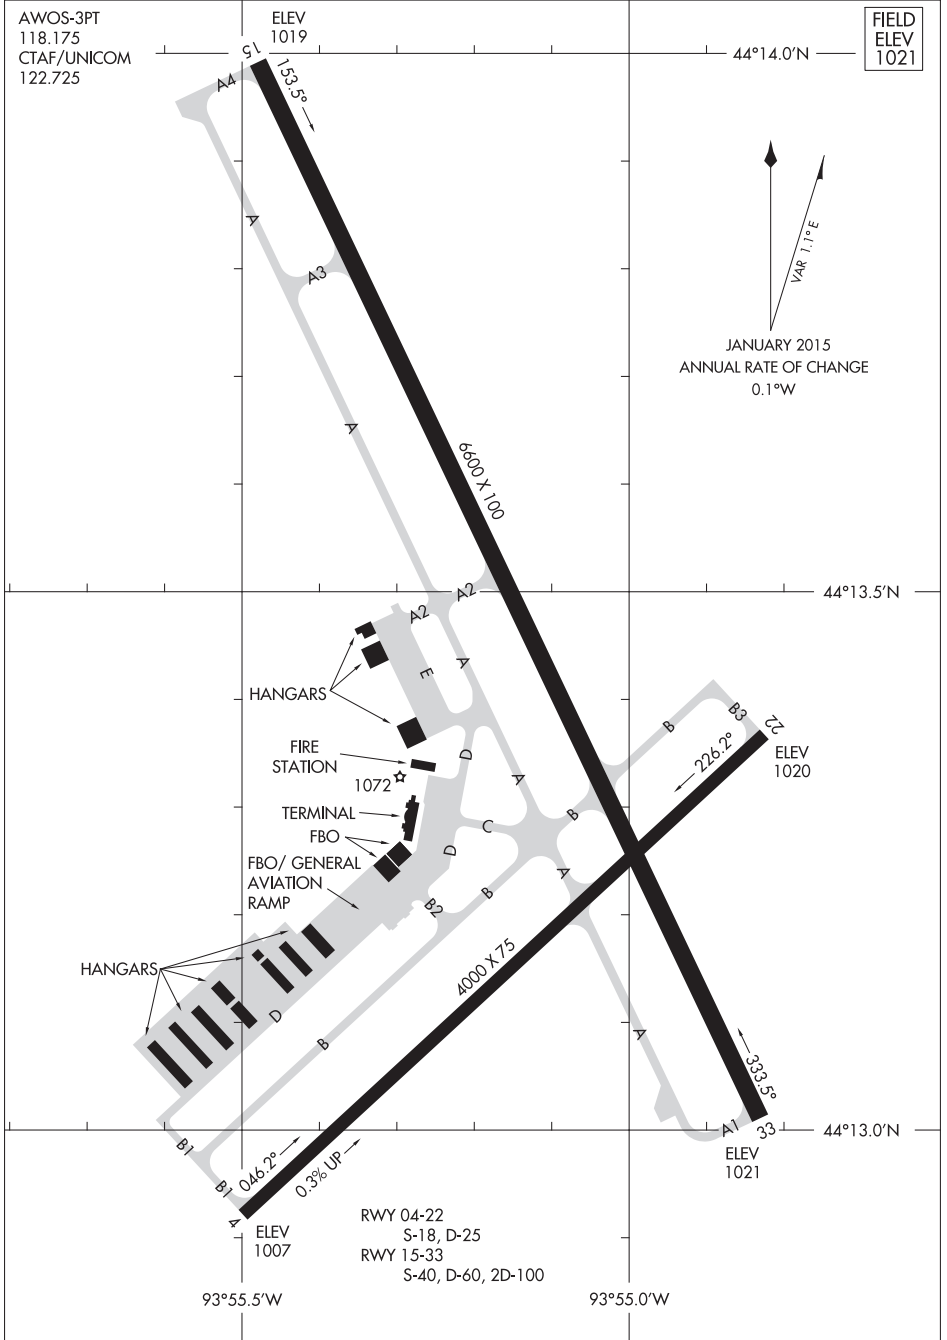 AWOS-3PT
118.175
CTAF/UNICOM
122.725
ELEV
1019
FIELD
ELEV
1021
44°14.0'N
15
A4
153.5°
A
A3
VAR 1.1° E
JANUARY 2015
ANNUAL RATE OF CHANGE
0.1°W
A
6600 X 100
44°13.5'N
A2
A2
A
E
HANGARS
B
B3
22
226.2°
ELEV
1020
FIRE
STATION
D
A
1072
TERMINAL
C
B
FBO
D
FBO/ GENERAL
AVIATION
RAMP
A
B
B2
HANGARS
4000 X 75
D
B
A
333.5°
A1
33
44°13.0'N
ELEV
1021
B1
B1
046.2°
0.3% UP
4
ELEV
1007
RWY 04-22
S-18, D-25
RWY 15-33
S-40, D-60, 2D-100
93°55.5'W
93°55.0'W